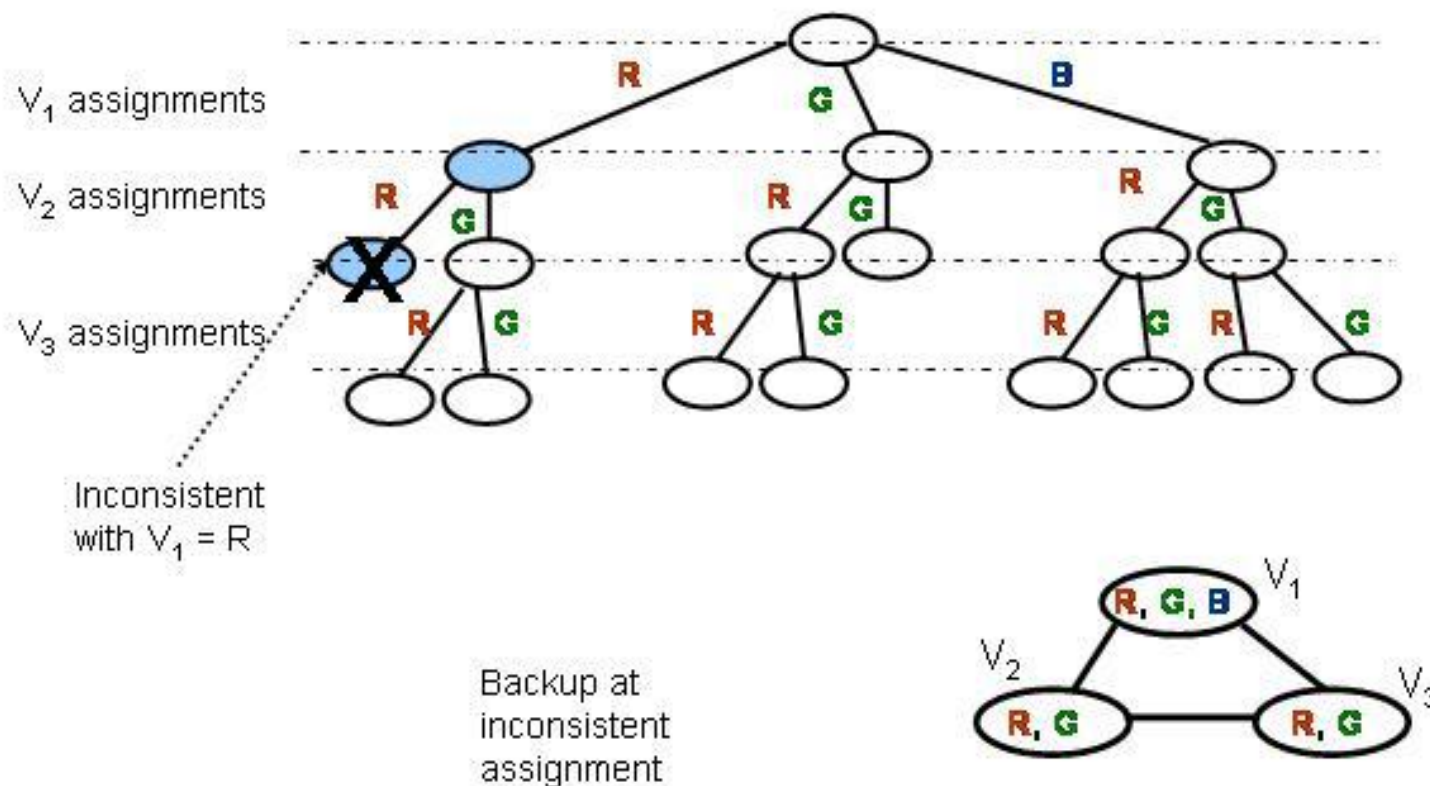 R
B
V₁ assignments
G
V₂ assignments
R
G
R
G
R
G
X
V₃ assignments
R
G
R
G
R
G
R
G
Inconsistent
with V₁ = R
V₁
R, G, B
V₂
V₃
R, G
R, G
Backup at
inconsistent
assignment